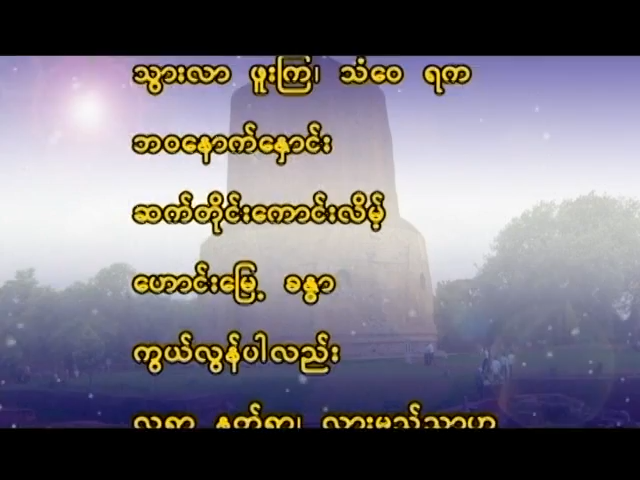 သွားလာ ဖူးကြ၊ သံဝေ ရက
ဘဝနောက်နှောင်း
ဆက်တိုင်းကောင်းလိမ့်
ဟောင်းမြေ့ ခန္ဓာ
ကွယ်လွန်ပါလည်း